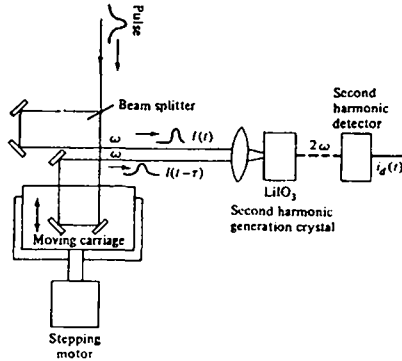 Pulse
Beam splitter
ω
I(t)
ω
I(t−τ)
Moving carriage
Stepping
motor
LiIO₃
Second harmonic
generation crystal
2ω
Second
harmonic
detector
i_d(t)